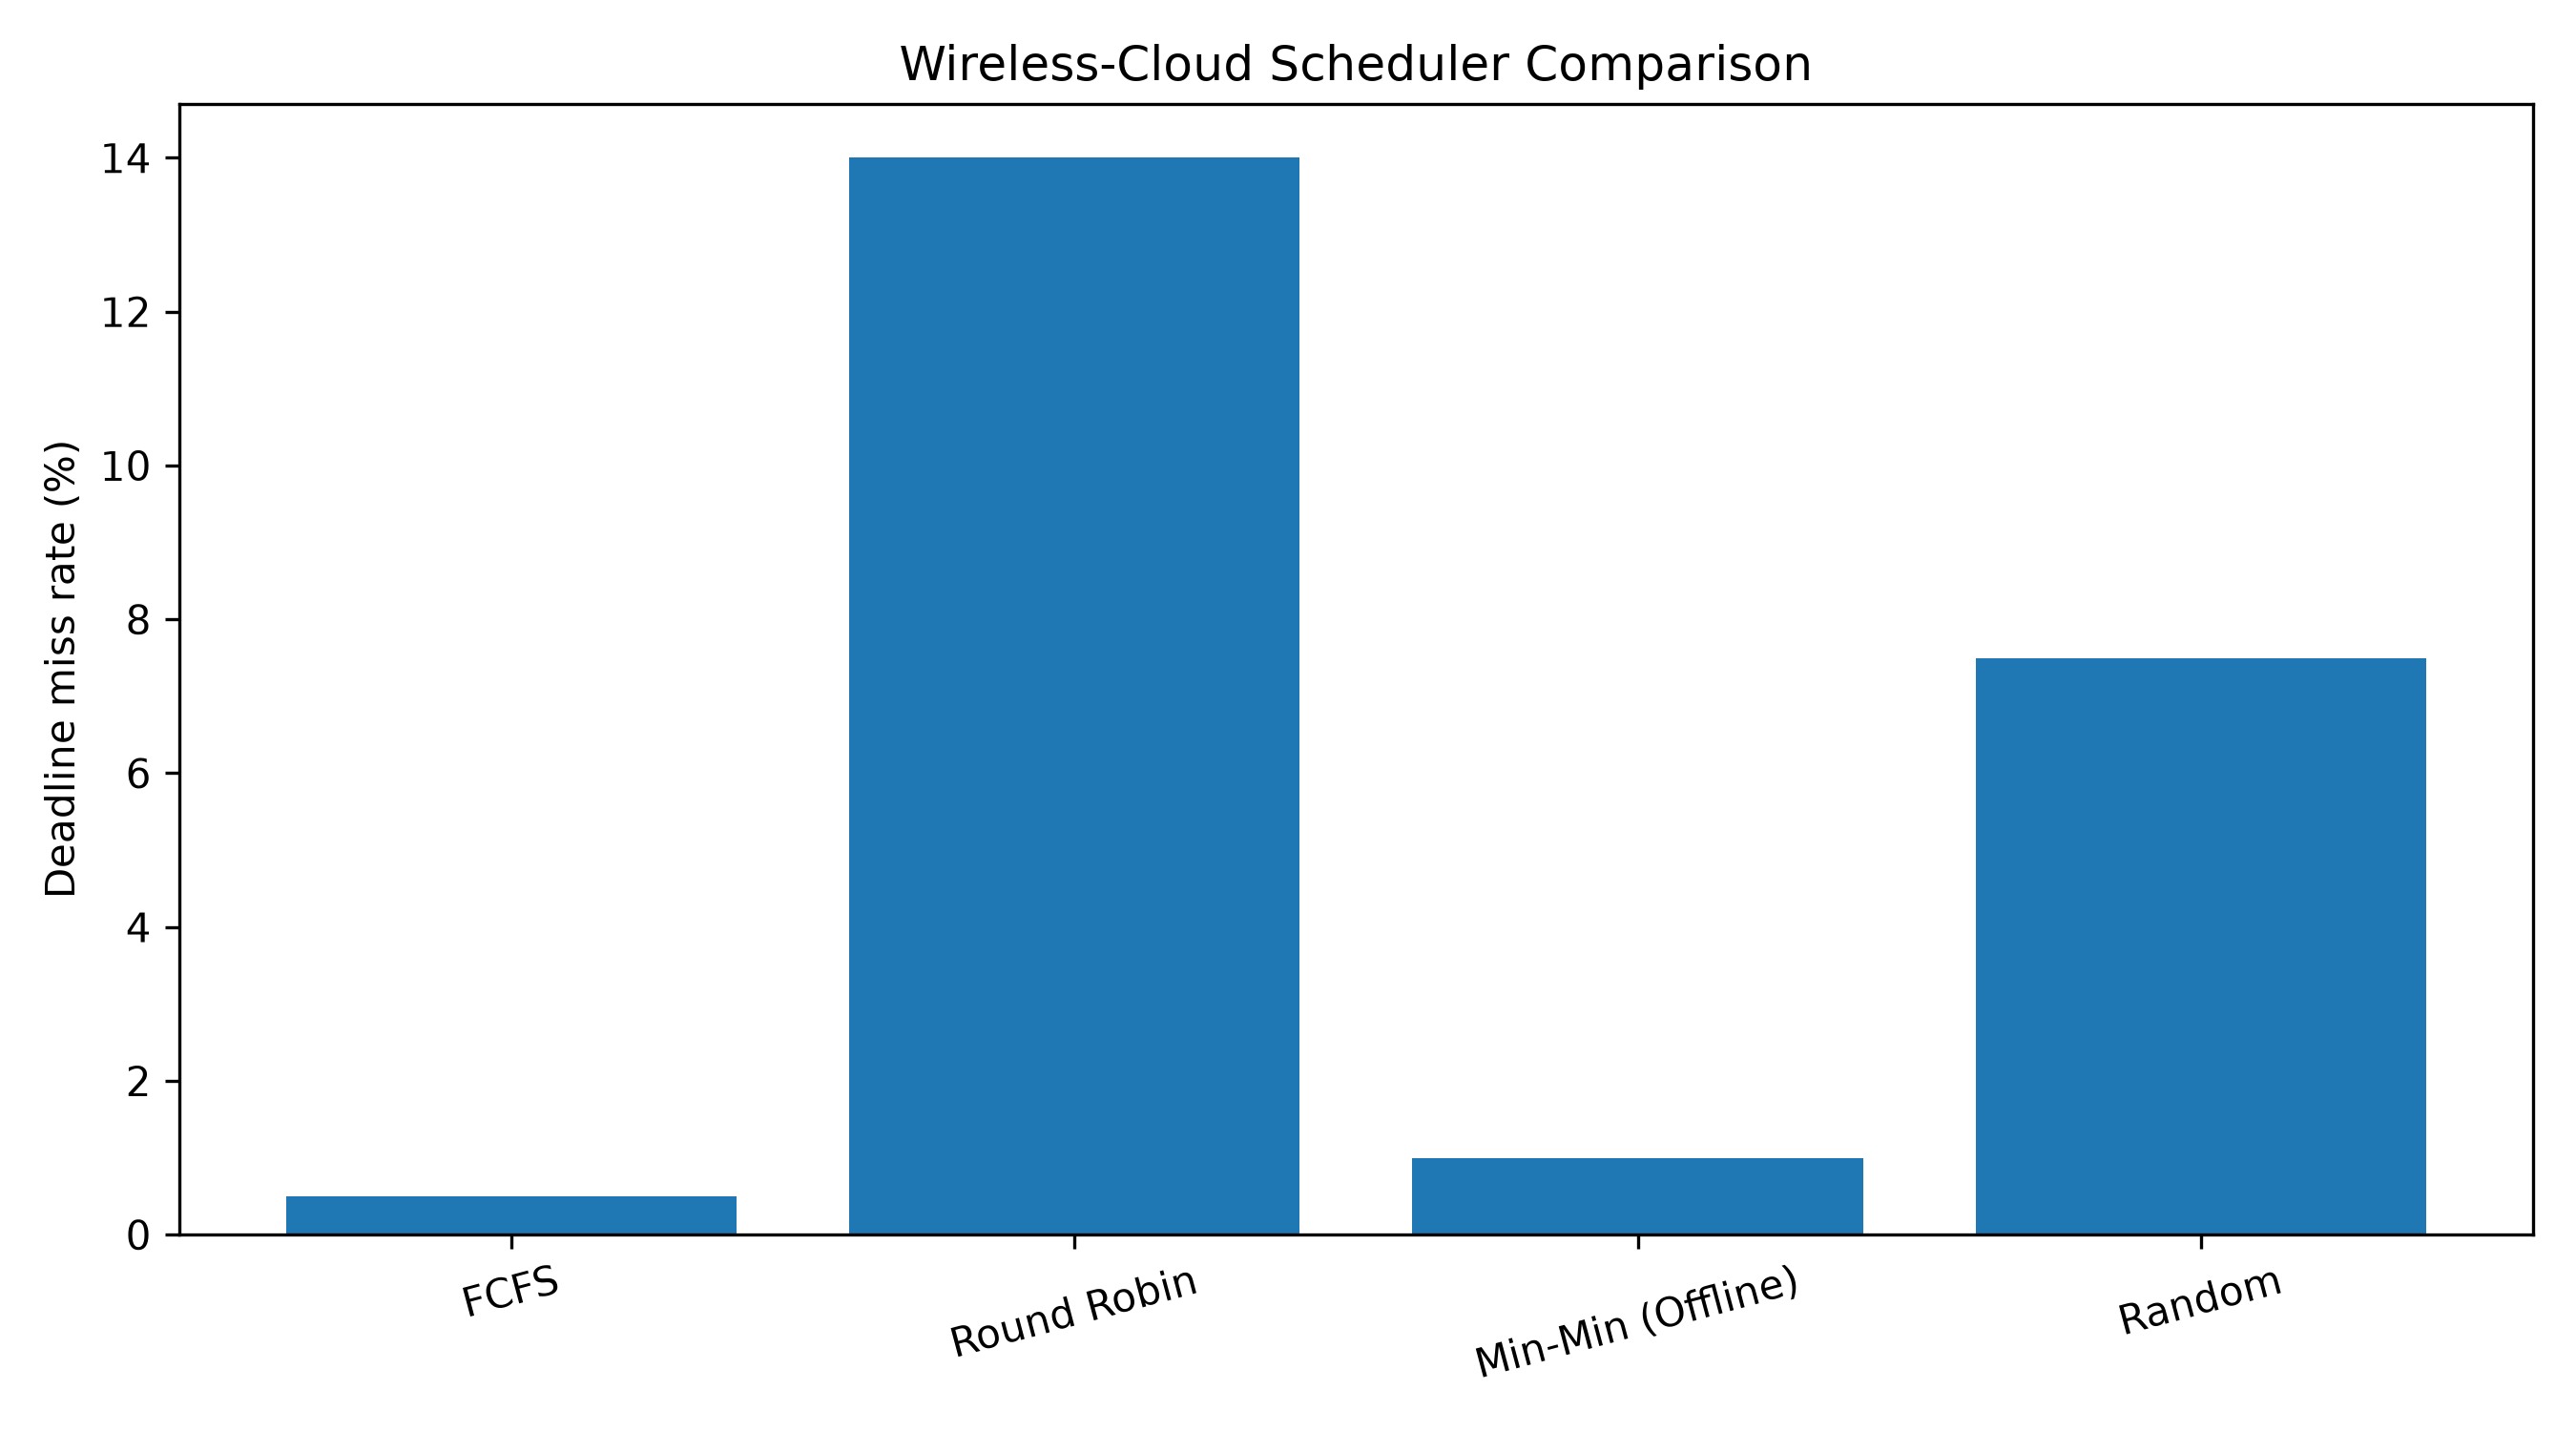 Wireless-Cloud Scheduler Comparison
Deadline miss rate (%)
14
12
10
8
6
4
2
0
FCFS
Round Robin
Min-Min (Offline)
Random